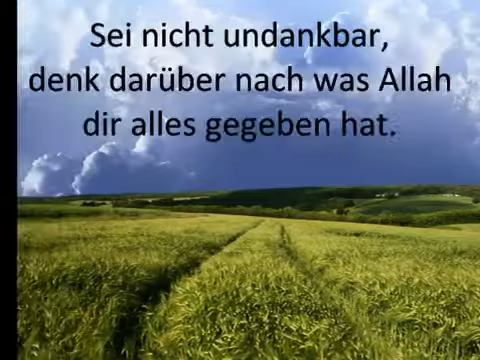 Sei nicht undankbar,
denk darüber nach was Allah
dir alles gegeben hat.